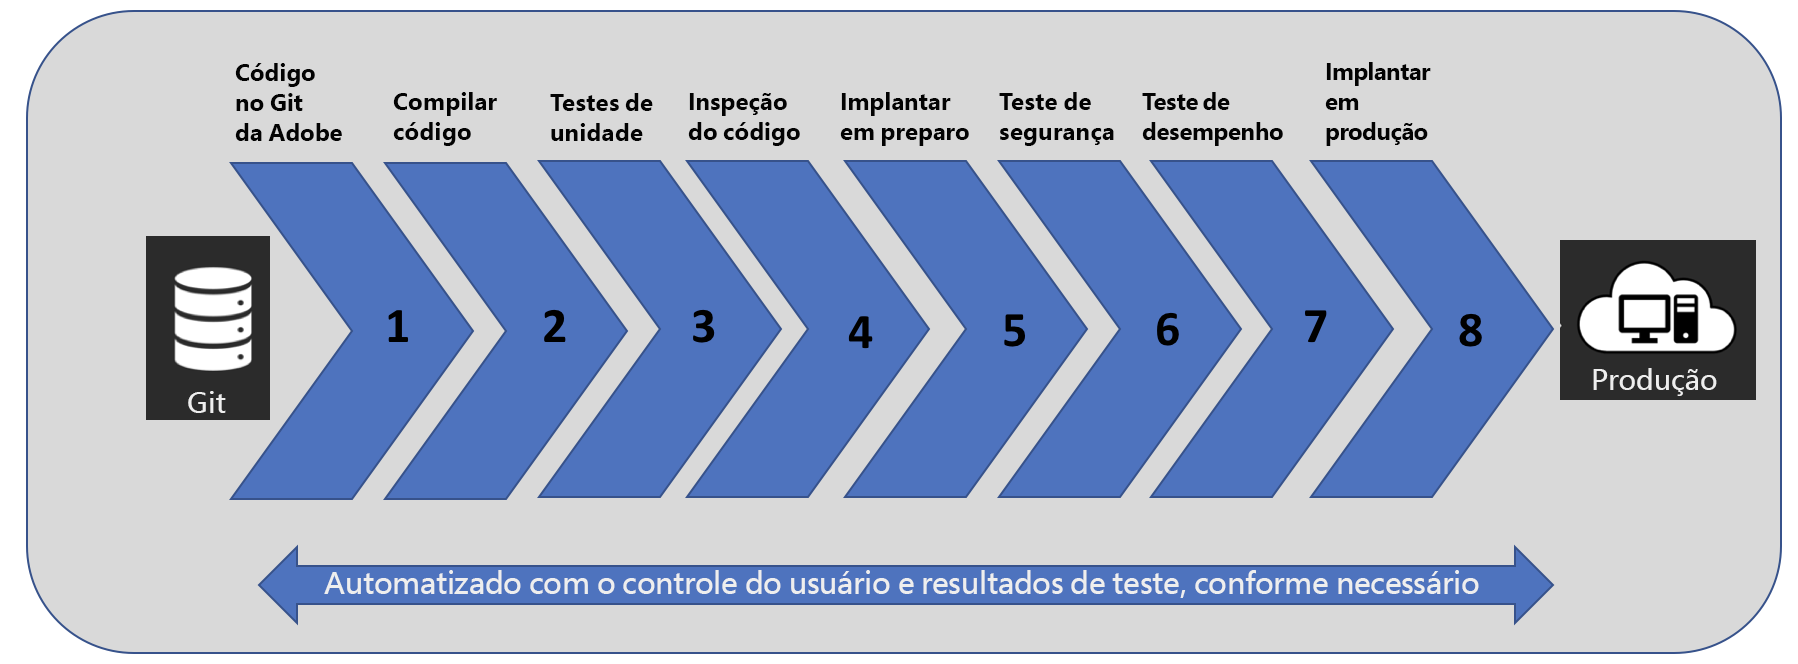 Código
no Git
da Adobe
Compilar
código
Testes de
unidade
Inspeção
do código
Implantar
em preparo
Teste de
segurança
Teste de
desempenho
Implantar
em
produção
1
2
3
4
5
6
7
8
Git
Produção
Automatizado com o controle do usuário e resultados de teste, conforme necessário